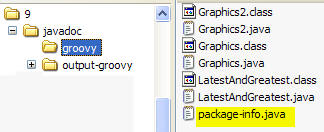 9
javadoc
groovy
output-groovy
Graphics2.class
Graphics2.java
Graphics.class
Graphics.java
LatestAndGreatest.class
LatestAndGreatest.java
package-info.java